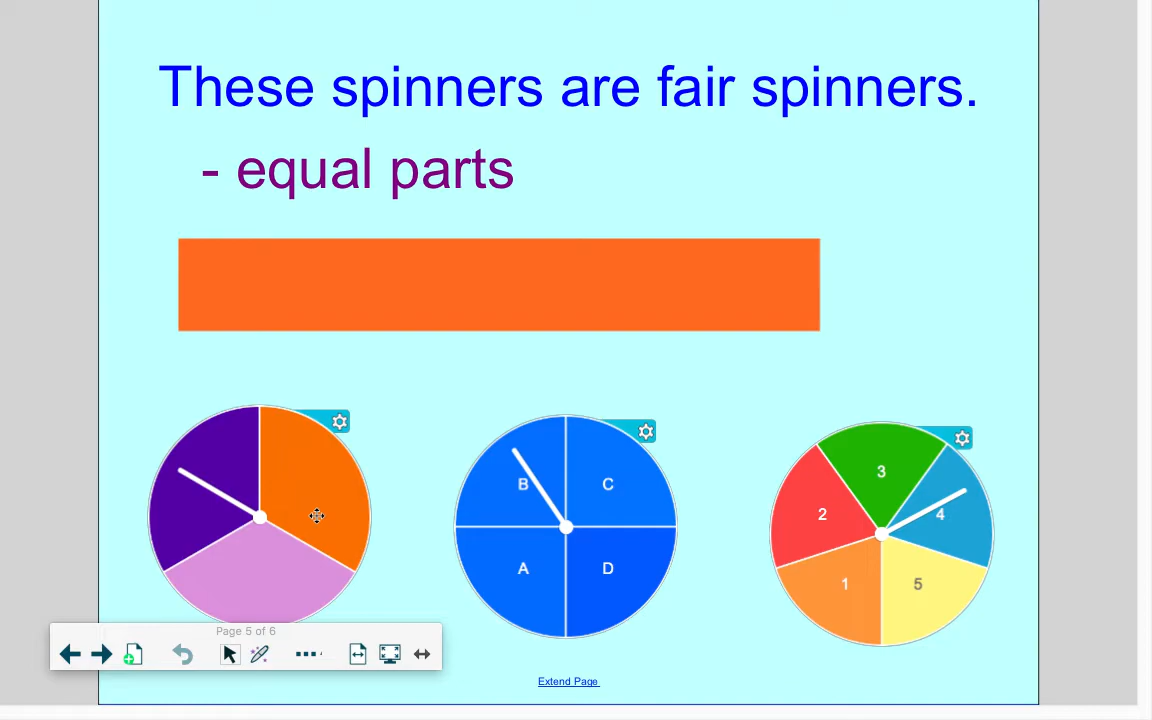 These spinners are fair spinners.
- equal parts
B
C
A
D
3
2
4
1
5
Page 5 of 6
Extend Page